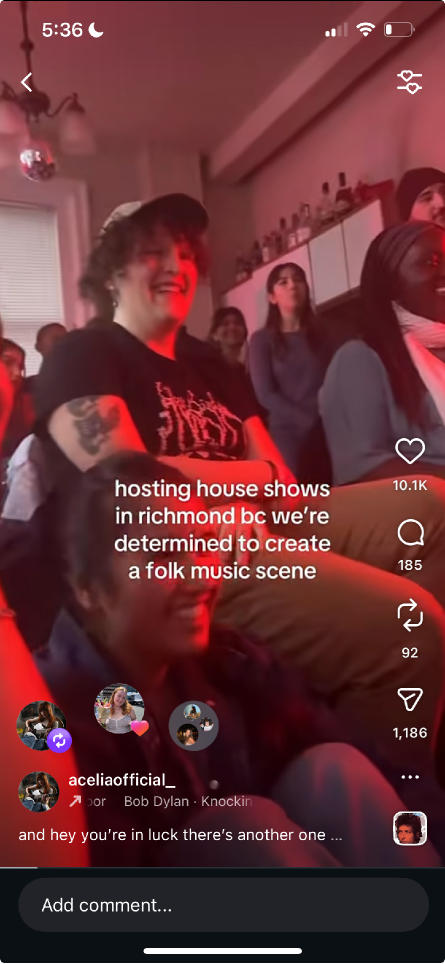 5:36
hosting house shows
in richmond bc we're
determined to create
a folk music scene
10.1K
185
92
1,186
aceliaofficial_
oor Bob Dylan · Knockin
and hey you're in luck there's another one ...
Add comment...